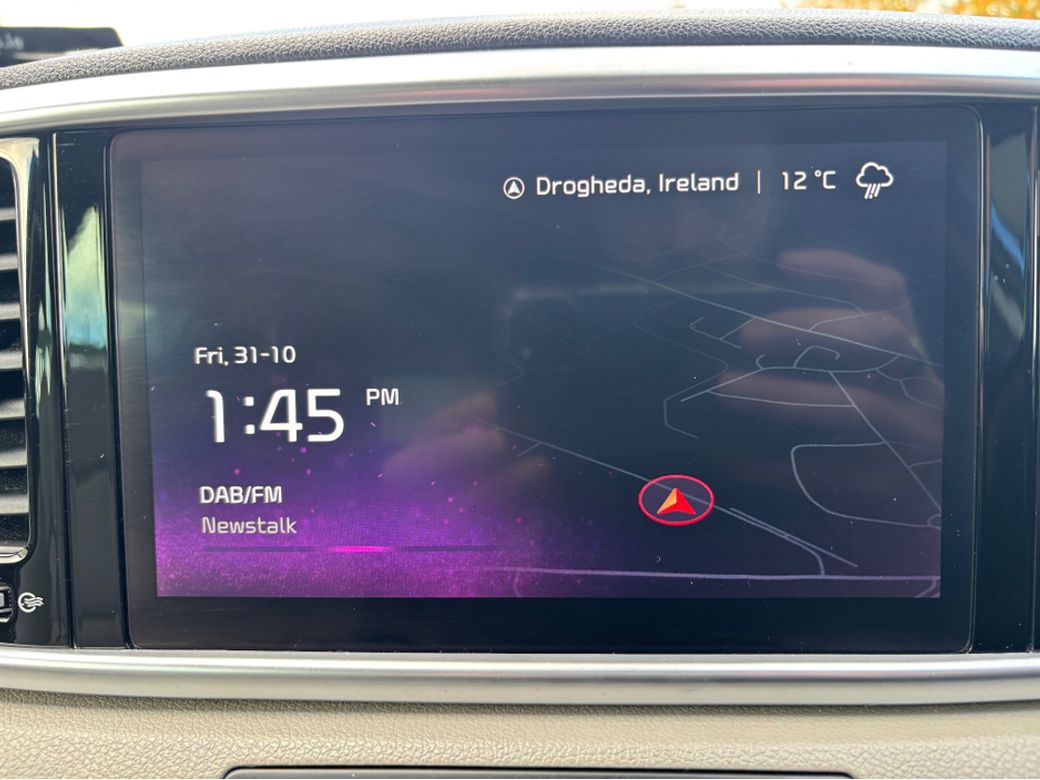 Drogheda, Ireland | 12 °C
Fri, 31-10
1:45 PM
DAB/FM
Newstalk